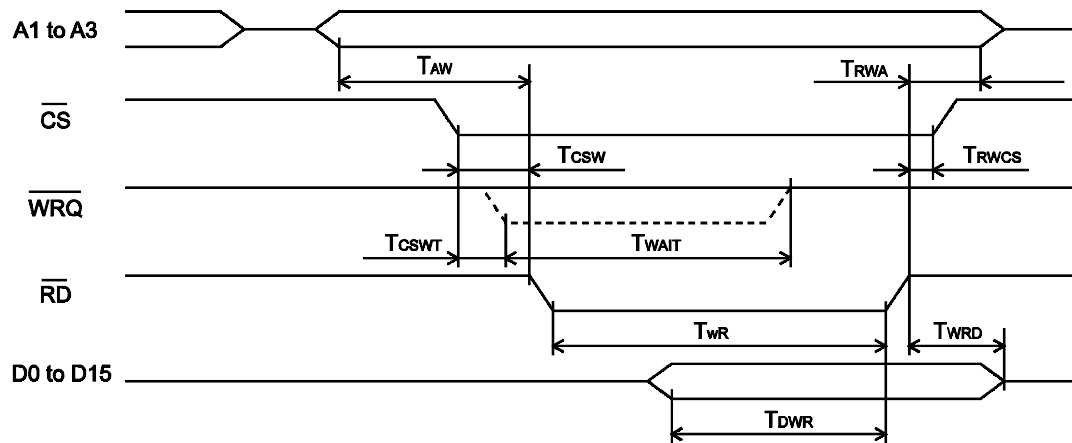 A1 to A3
TAW
TRWA
CS
TCSW
TRWCS
WRQ
TCSWT
TWAIT
RD
TWR
TWRD
D0 to D15
TDWR